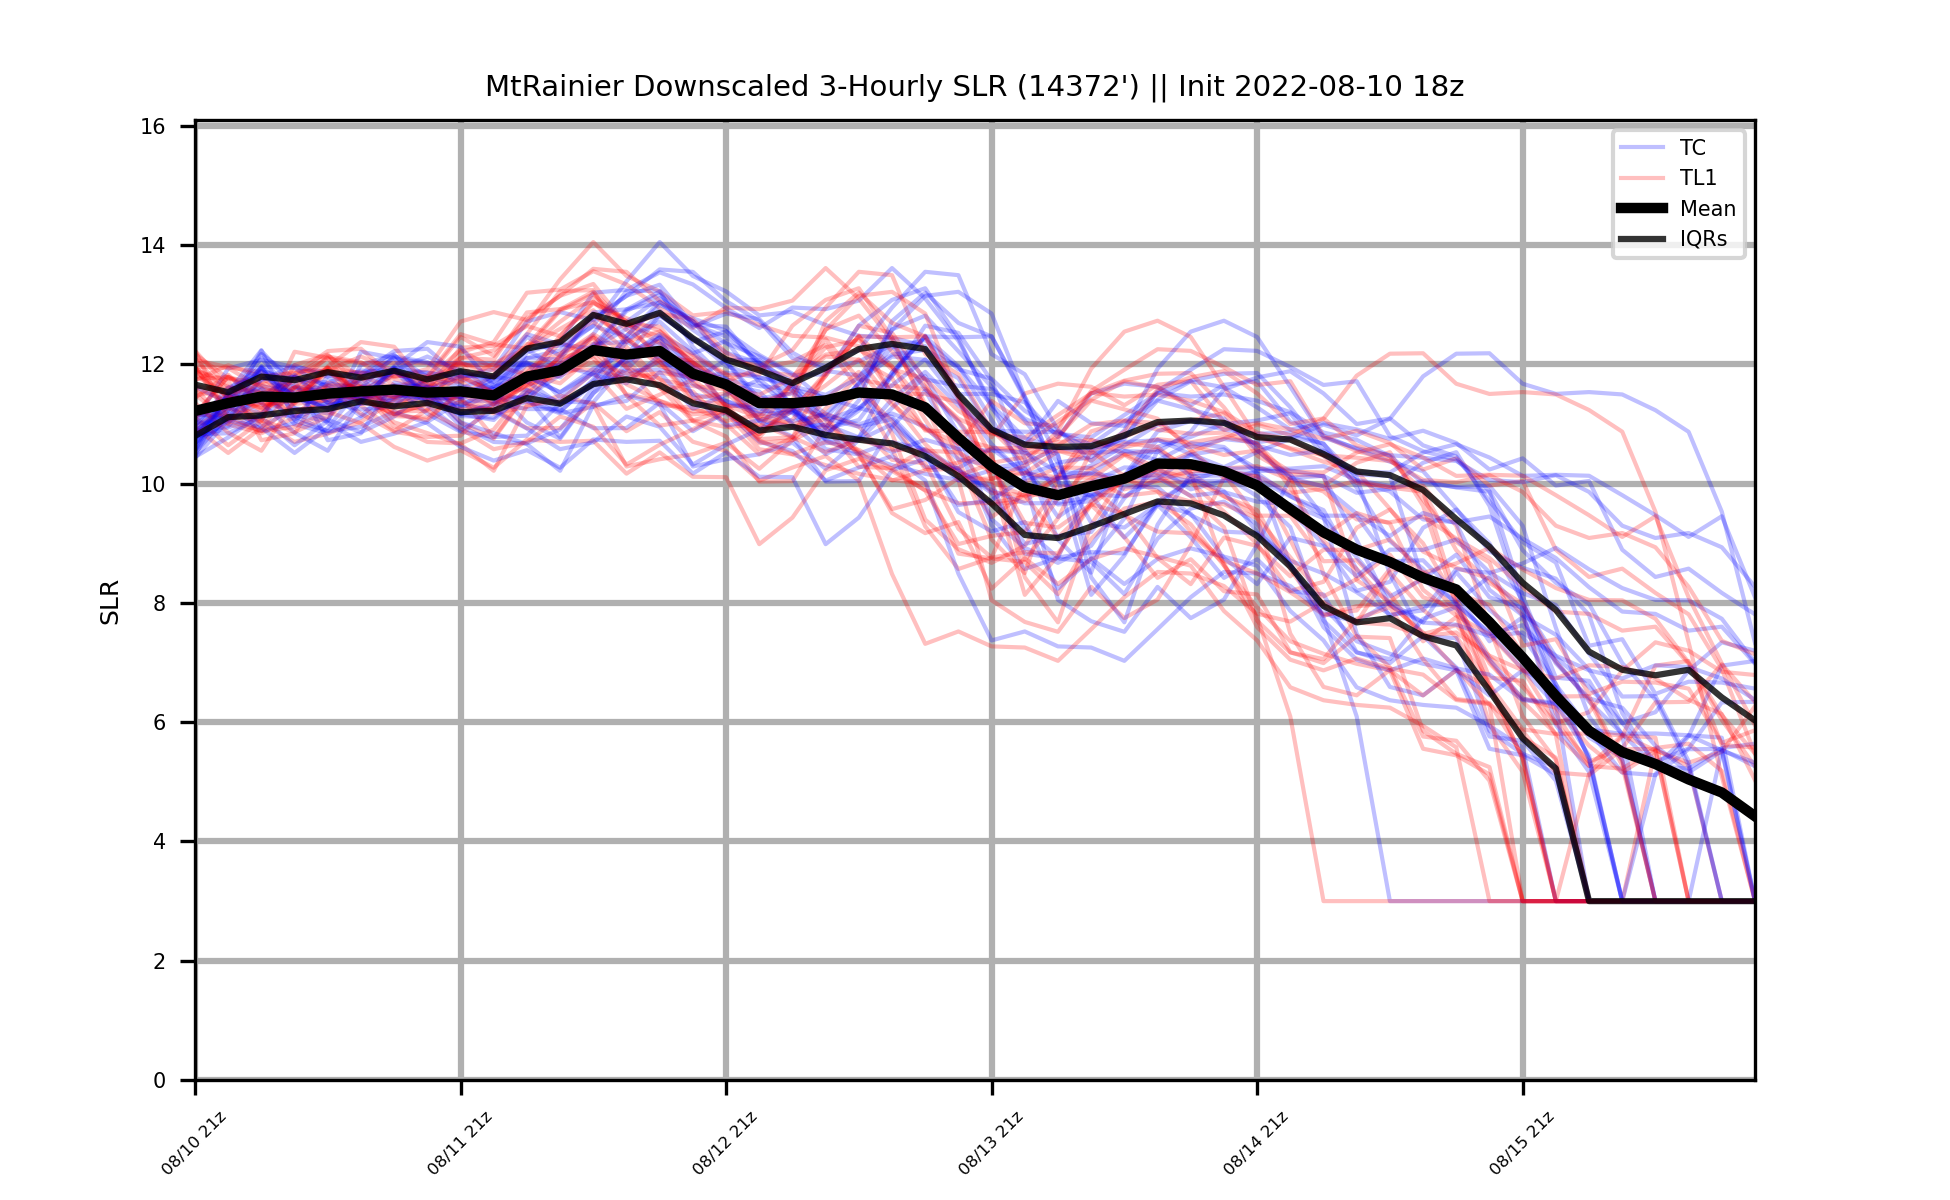 MtRainier Downscaled 3-Hourly SLR (14372') || Init 2022-08-10 18z
16
14
12
10
8
6
4
2
0
SLR
TC
TL1
Mean
IQRs
08/10 21z
08/11 21z
08/12 21z
08/13 21z
08/14 21z
08/15 21z